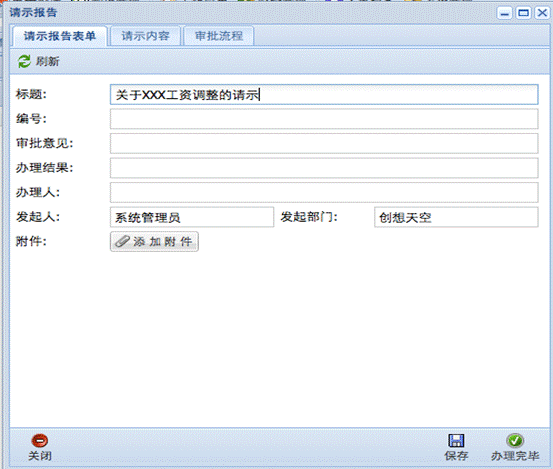 请示报告
请示报告表单 请示内容 审批流程
刷新
标题: 关于XXX工资调整的请示
编号:
审批意见:
办理结果:
办理人:
发起人: 系统管理员 发起部门: 创想天空
附件: 添加附件
关闭 保存 办理完毕